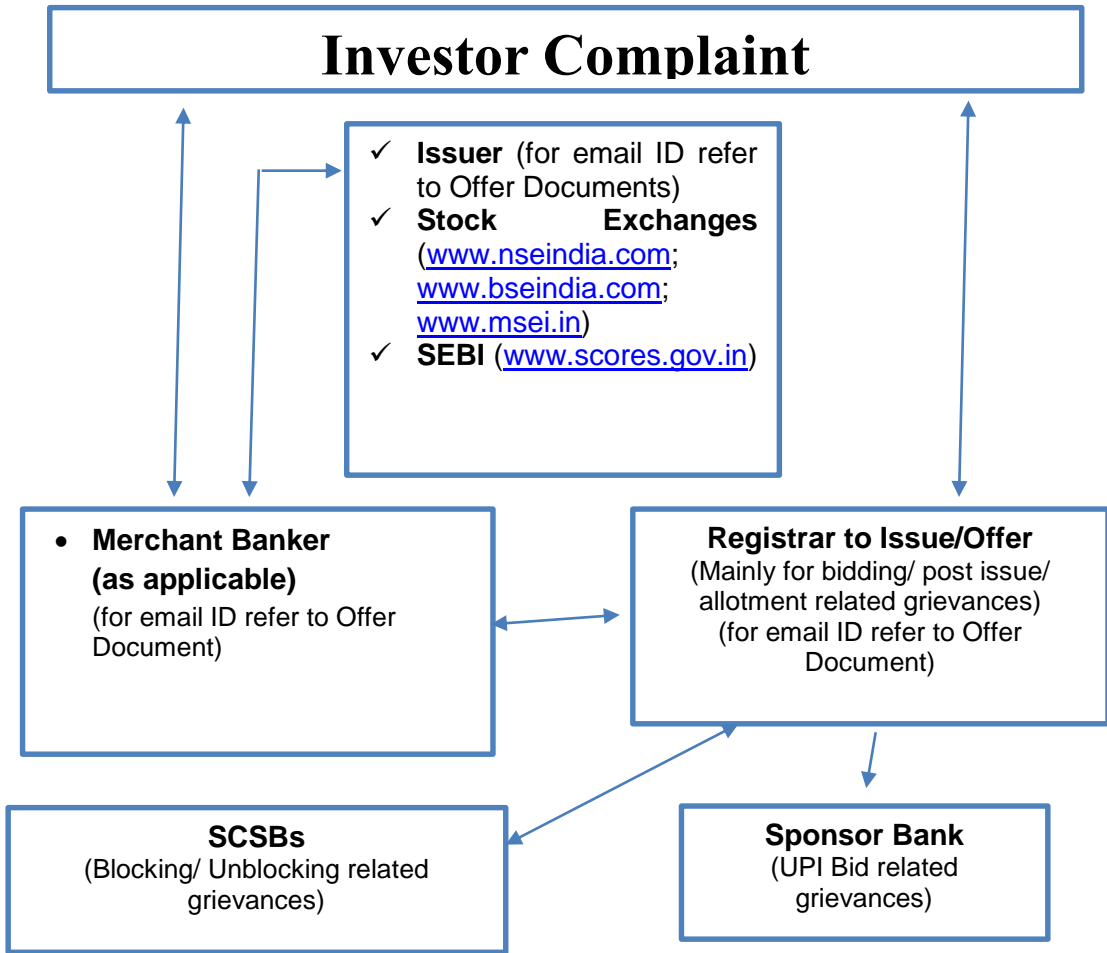 Investor Complaint
✓ Issuer (for email ID refer
to Offer Documents)
✓ Stock Exchanges
(www.nseindia.com;
www.bseindia.com;
www.msei.in)
✓ SEBI (www.scores.gov.in)
• Merchant Banker
(as applicable)
(for email ID refer to Offer
Document)
Registrar to Issue/Offer
(Mainly for bidding/ post issue/
allotment related grievances)
(for email ID refer to Offer
Document)
SCSBs
(Blocking/ Unblocking related
grievances)
Sponsor Bank
(UPI Bid related
grievances)